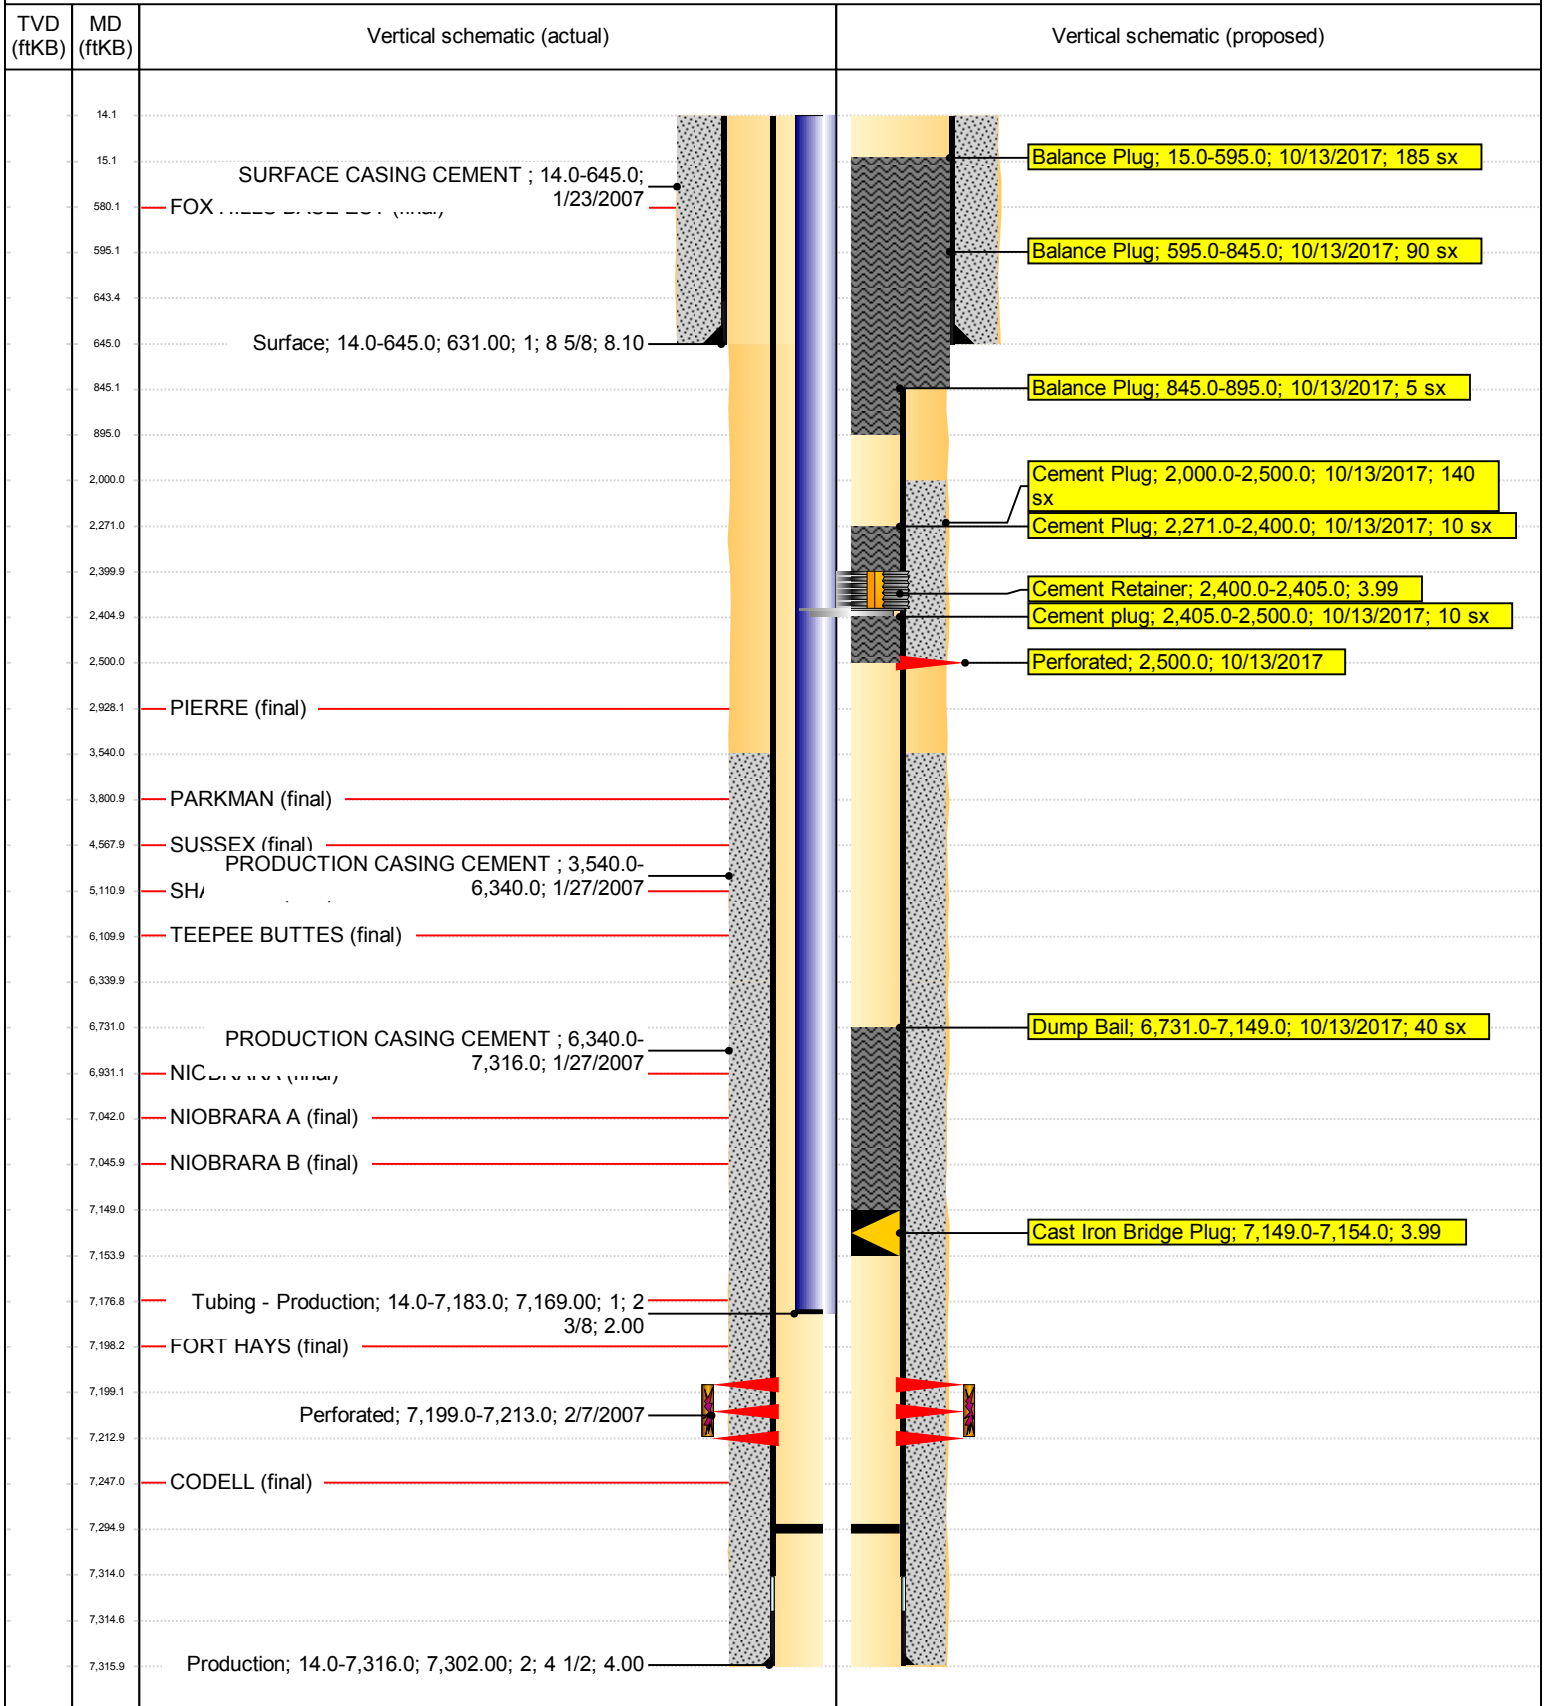 TVD (ftKB)
MD (ftKB)
Vertical schematic (actual)
Vertical schematic (proposed)
14.1
15.1
580.1
595.1
643.4
645.0
845.1
895.0
2,000.0
2,271.0
2,399.9
2,404.9
2,500.0
2,928.1
3,540.0
3,800.9
4,567.9
5,110.9
6,109.9
6,339.9
6,731.0
6,931.1
7,042.0
7,045.9
7,149.0
7,153.9
7,176.8
7,198.2
7,199.1
7,212.9
7,247.0
7,294.9
7,314.0
7,314.6
7,315.9
SURFACE CASING CEMENT ; 14.0-645.0;
1/23/2007
FOX
Surface; 14.0-645.0; 631.00; 1; 8 5/8; 8.10
PIERRE (final)
PARKMAN (final)
SUSSEX (final)
PRODUCTION CASING CEMENT ; 3,540.0-
6,340.0; 1/27/2007
TEEPEE BUTTES (final)
PRODUCTION CASING CEMENT ; 6,340.0-
7,316.0; 1/27/2007
NIOBRARA (final)
NIOBRARA A (final)
NIOBRARA B (final)
Tubing - Production; 14.0-7,183.0; 7,169.00; 1; 2
3/8; 2.00
FORT HAYS (final)
Perforated; 7,199.0-7,213.0; 2/7/2007
CODELL (final)
Production; 14.0-7,316.0; 7,302.00; 2; 4 1/2; 4.00
Balance Plug; 15.0-595.0; 10/13/2017; 185 sx
Balance Plug; 595.0-845.0; 10/13/2017; 90 sx
Balance Plug; 845.0-895.0; 10/13/2017; 5 sx
Cement Plug; 2,000.0-2,500.0; 10/13/2017; 140
sx
Cement Plug; 2,271.0-2,400.0; 10/13/2017; 10 sx
Cement Retainer; 2,400.0-2,405.0; 3.99
Cement plug; 2,405.0-2,500.0; 10/13/2017; 10 sx
Perforated; 2,500.0; 10/13/2017
Dump Bail; 6,731.0-7,149.0; 10/13/2017; 40 sx
Cast Iron Bridge Plug; 7,149.0-7,154.0; 3.99